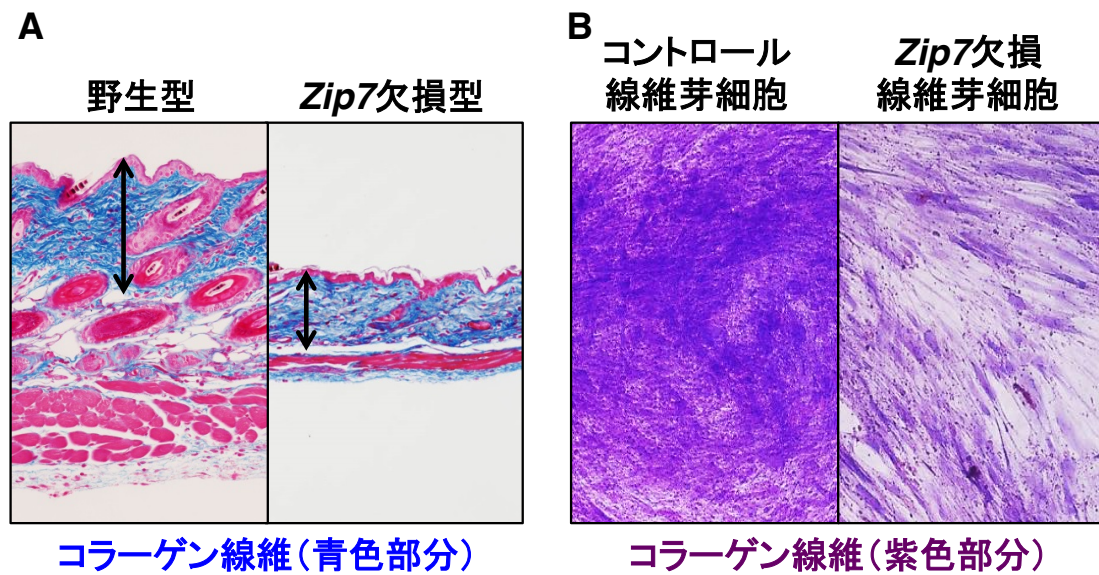 A
野生型
Zip7欠損型
コラーゲン線維（青色部分）
B
コントロール
線維芽細胞
Zip7欠損
線維芽細胞
コラーゲン線維（紫色部分）